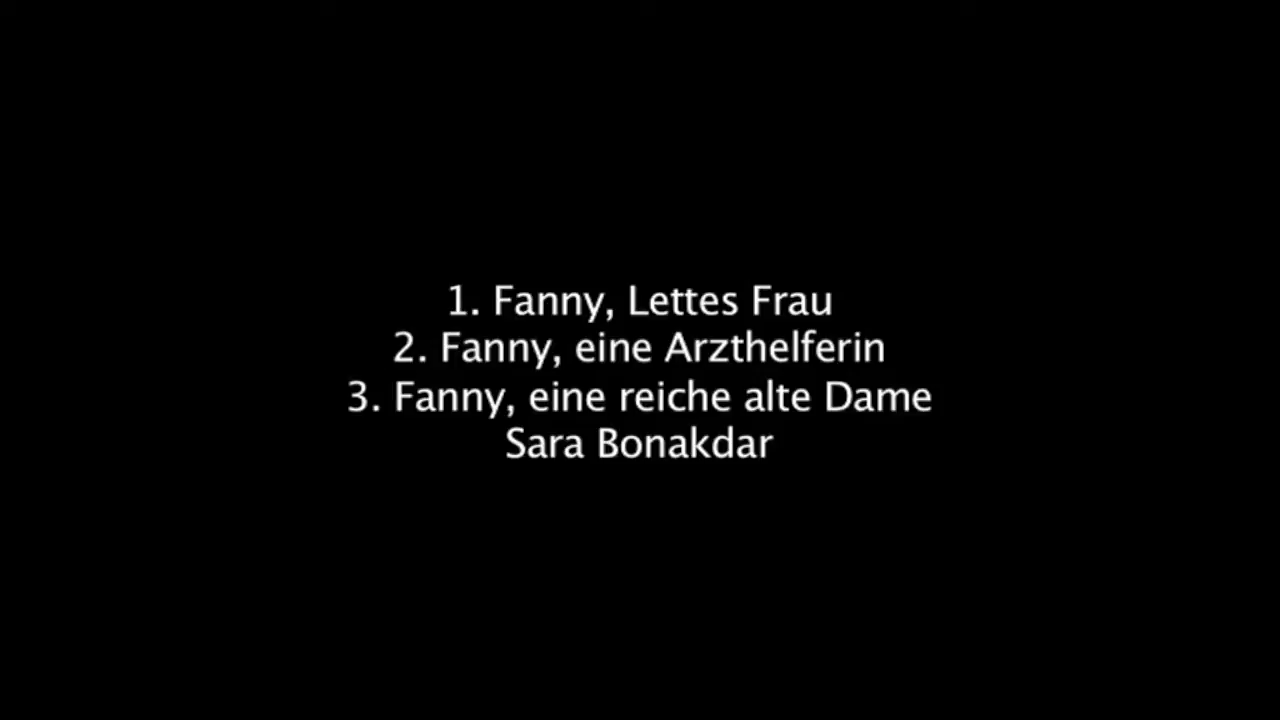 1. Fanny, Lettes Frau
2. Fanny, eine Arzthelferin
3. Fanny, eine reiche alte Dame
Sara Bonakdar